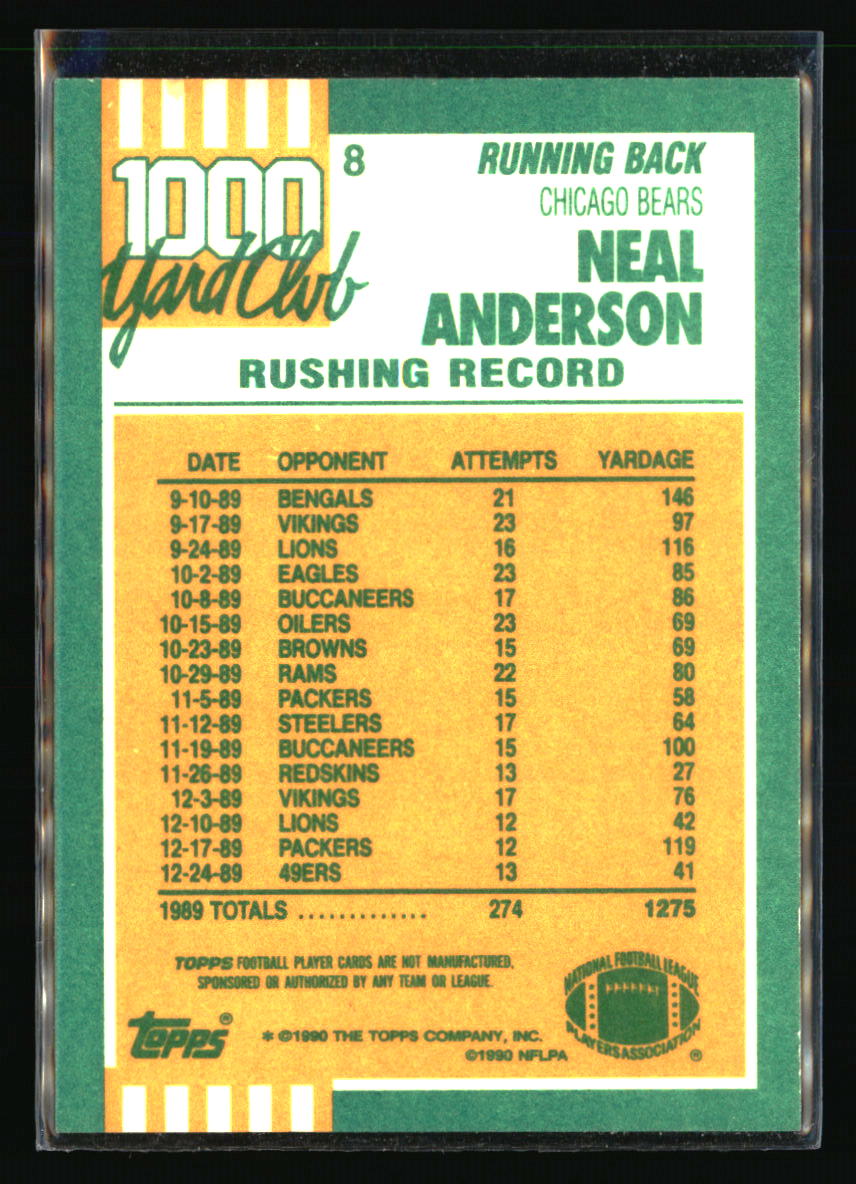 1000
Yard Club
8
RUNNING BACK
CHICAGO BEARS
NEAL
ANDERSON
RUSHING RECORD
DATE OPPONENT ATTEMPTS YARDAGE
9-10-89 BENGALS 21 146
9-17-89 VIKINGS 23 97
9-24-89 LIONS 16 116
10-2-89 EAGLES 23 85
10-8-89 BUCCANEERS 17 86
10-15-89 OILERS 23 69
10-23-89 BROWNS 15 69
10-29-89 RAMS 22 80
11-5-89 PACKERS 15 58
11-12-89 STEELERS 17 64
11-19-89 BUCCANEERS 15 100
11-26-89 REDSKINS 13 27
12-3-89 VIKINGS 17 76
12-10-89 LIONS 12 42
12-17-89 PACKERS 12 119
12-24-89 49ERS 13 41
1989 TOTALS ............. 274 1275
TOPPS FOOTBALL PLAYER CARDS ARE NOT MANUFACTURED,
SPONSORED OR AUTHORIZED BY ANY TEAM OR LEAGUE.
NATIONAL FOOTBALL LEAGUE
PLAYERS ASSOCIATION ®
topps®
* ©1990 THE TOPPS COMPANY, INC.
©1990 NFLPA